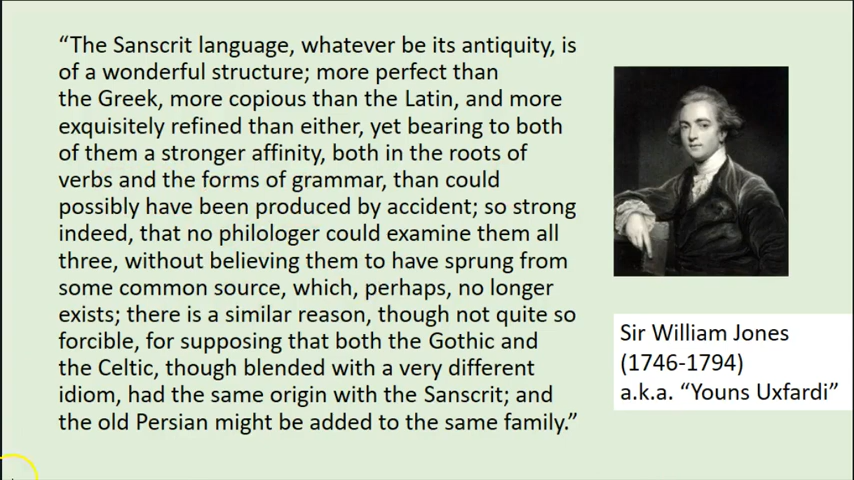 “The Sanscrit language, whatever be its antiquity, is
of a wonderful structure; more perfect than
the Greek, more copious than the Latin, and more
exquisitely refined than either, yet bearing to both
of them a stronger affinity, both in the roots of
verbs and the forms of grammar, than could
possibly have been produced by accident; so strong
indeed, that no philologer could examine them all
three, without believing them to have sprung from
some common source, which, perhaps, no longer
exists; there is a similar reason, though not quite so
forcible, for supposing that both the Gothic and
the Celtic, though blended with a very different
idiom, had the same origin with the Sanscrit; and
the old Persian might be added to the same family.”
Sir William Jones
(1746-1794)
a.k.a. “Youns Uxfardi”